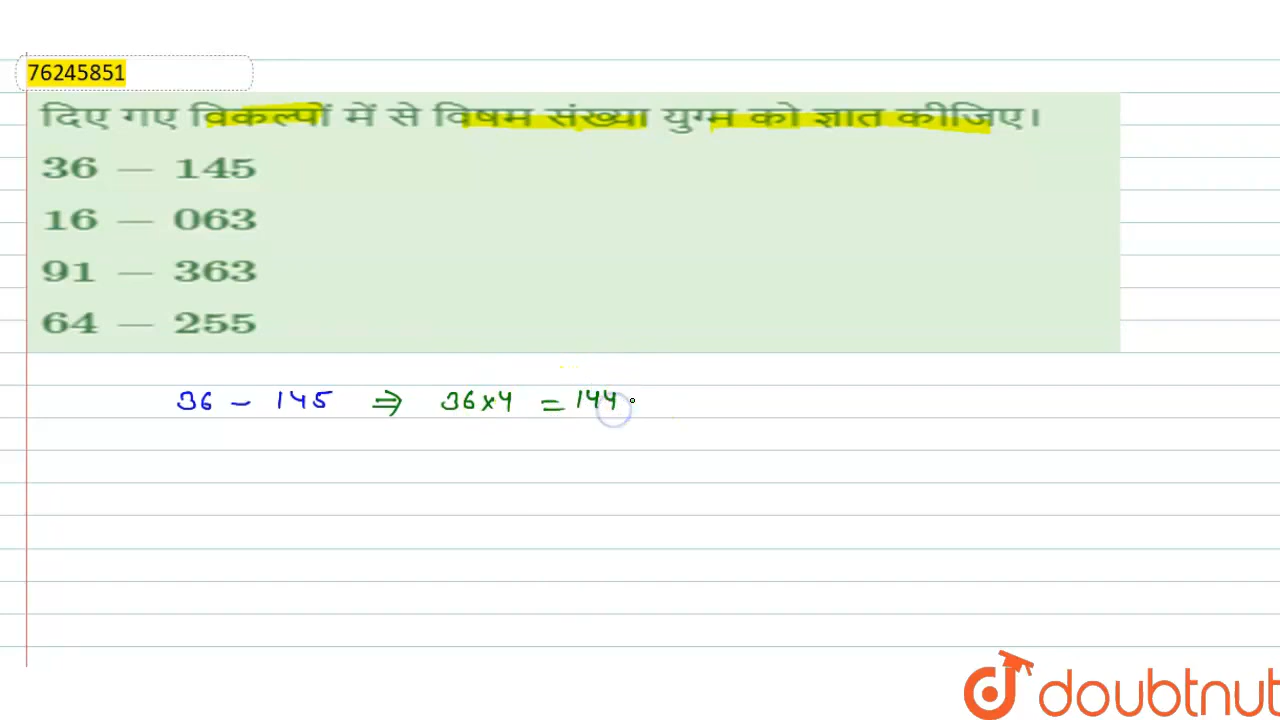 76245851
दिए गए विकल्पों में से विषम संख्या युग्म को ज्ञात कीजिए।
36 — 145
16 — 063
91 — 363
64 — 255
36 - 145 ⇒ 36×4 = 144
doubtnut